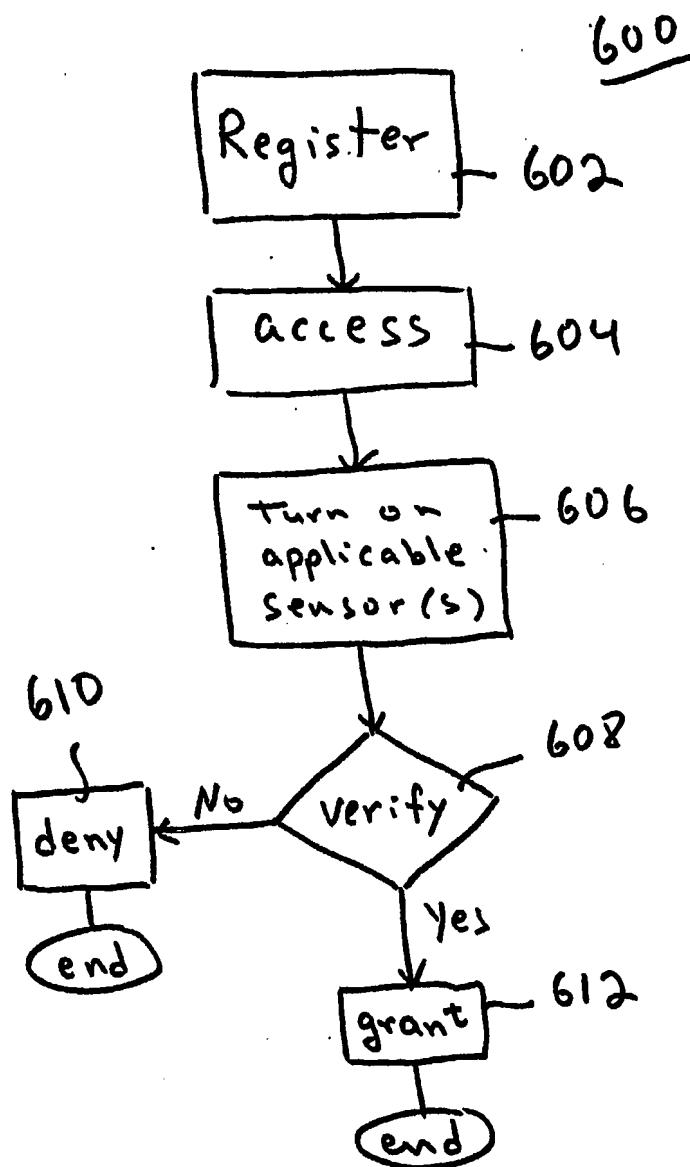 600
Register
602
access
604
Turn on
applicable
sensor(s)
606
610
608
verify
No
deny
Yes
end
grant
612
end